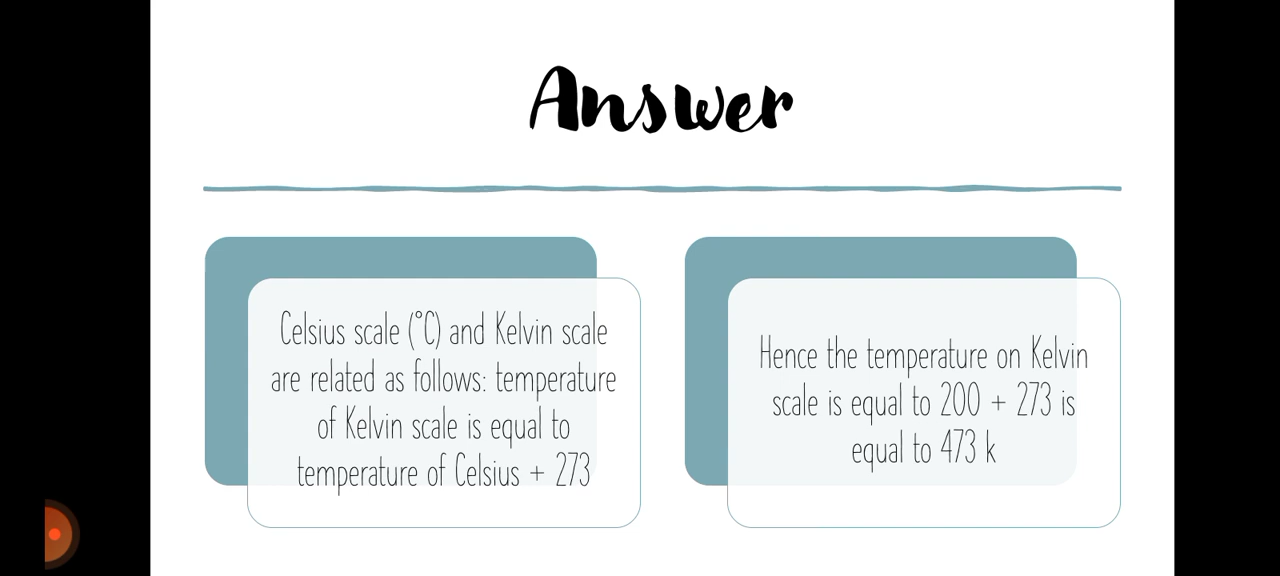 Answer
Celsius scale (°C) and Kelvin scale
are related as follows: temperature
of Kelvin scale is equal to
temperature of Celsius + 273
Hence the temperature on Kelvin
scale is equal to 200 + 273 is
equal to 473 k